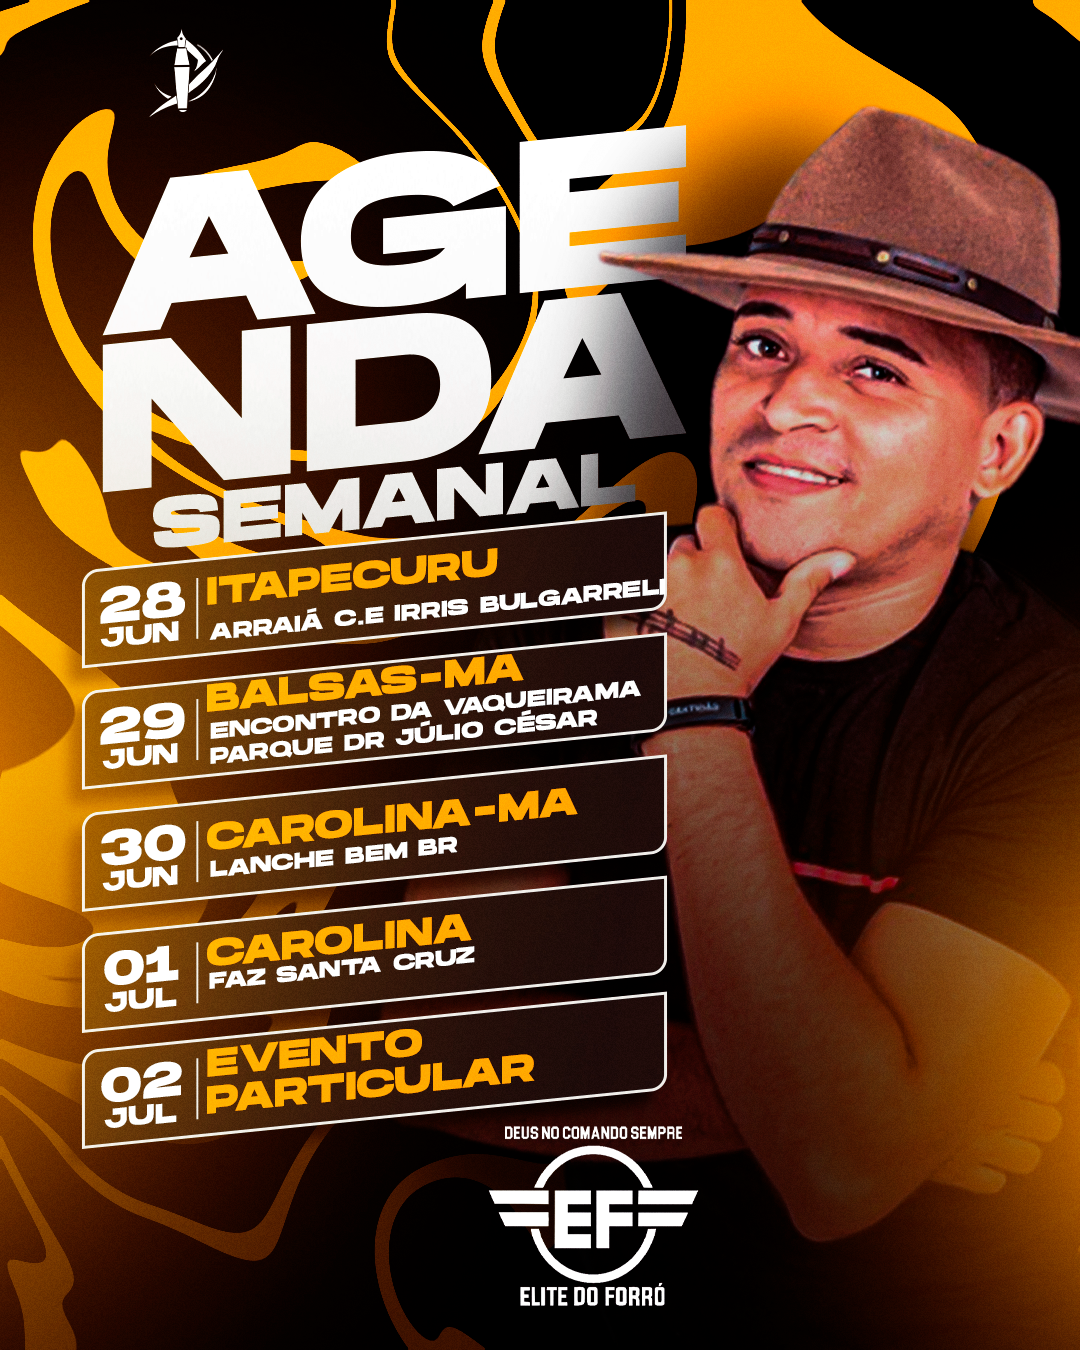 AGE
NDA
SEMANAL
28
JUN
ITAPECURU
ARRAIÁ C.E IRRIS BULGARRELI
29
JUN
BALSAS-MA
ENCONTRO DA VAQUEIRAMA
PARQUE DR JÚLIO CÉSAR
30
JUN
CAROLINA-MA
LANCHE BEM BR
01
JUL
CAROLINA
FAZ SANTA CRUZ
02
JUL
EVENTO
PARTICULAR
DEUS NO COMANDO SEMPRE
EF
ELITE DO FORRÓ